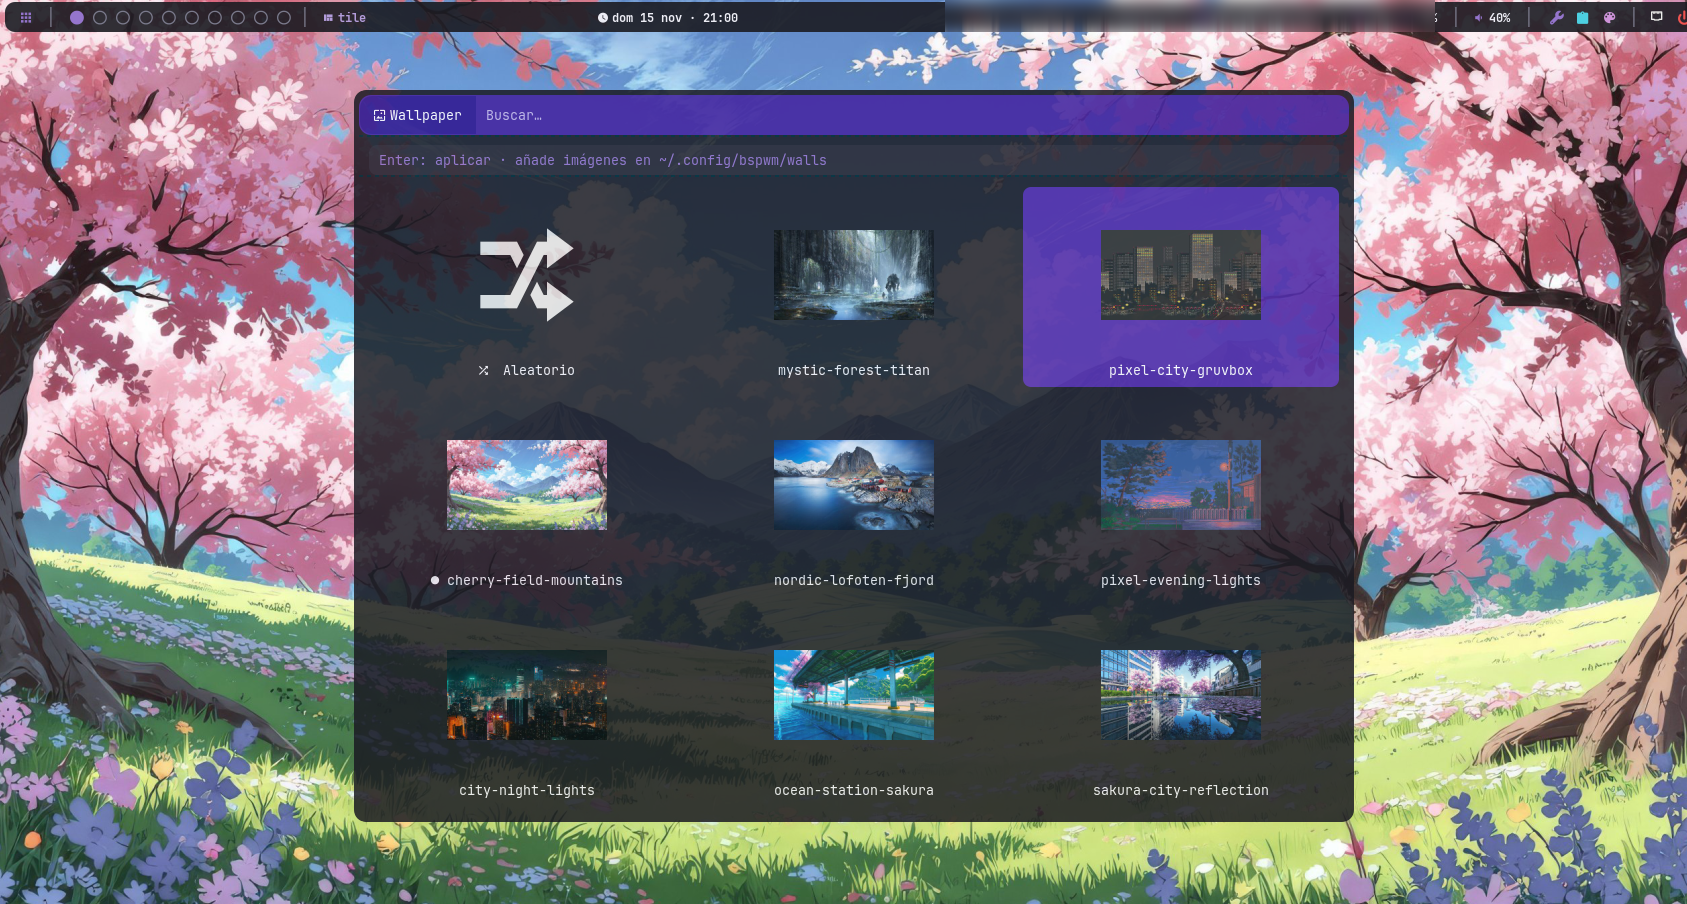 tile
dom 15 nov · 21:00
40%
Wallpaper
Buscar…
Enter: aplicar · añade imágenes en ~/.config/bspwm/walls
Aleatorio
mystic-forest-titan
pixel-city-gruvbox
cherry-field-mountains
nordic-lofoten-fjord
pixel-evening-lights
city-night-lights
ocean-station-sakura
sakura-city-reflection